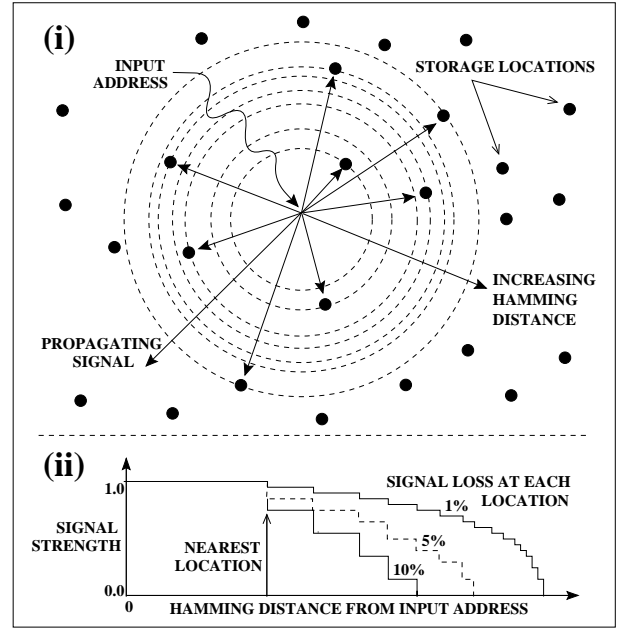 (i)
INPUT
ADDRESS
STORAGE LOCATIONS
INCREASING
HAMMING
DISTANCE
PROPAGATING
SIGNAL
(ii)
1.0
SIGNAL LOSS AT EACH
LOCATION
1%
SIGNAL
STRENGTH
5%
NEAREST
LOCATION
10%
0.0
0
HAMMING DISTANCE FROM INPUT ADDRESS